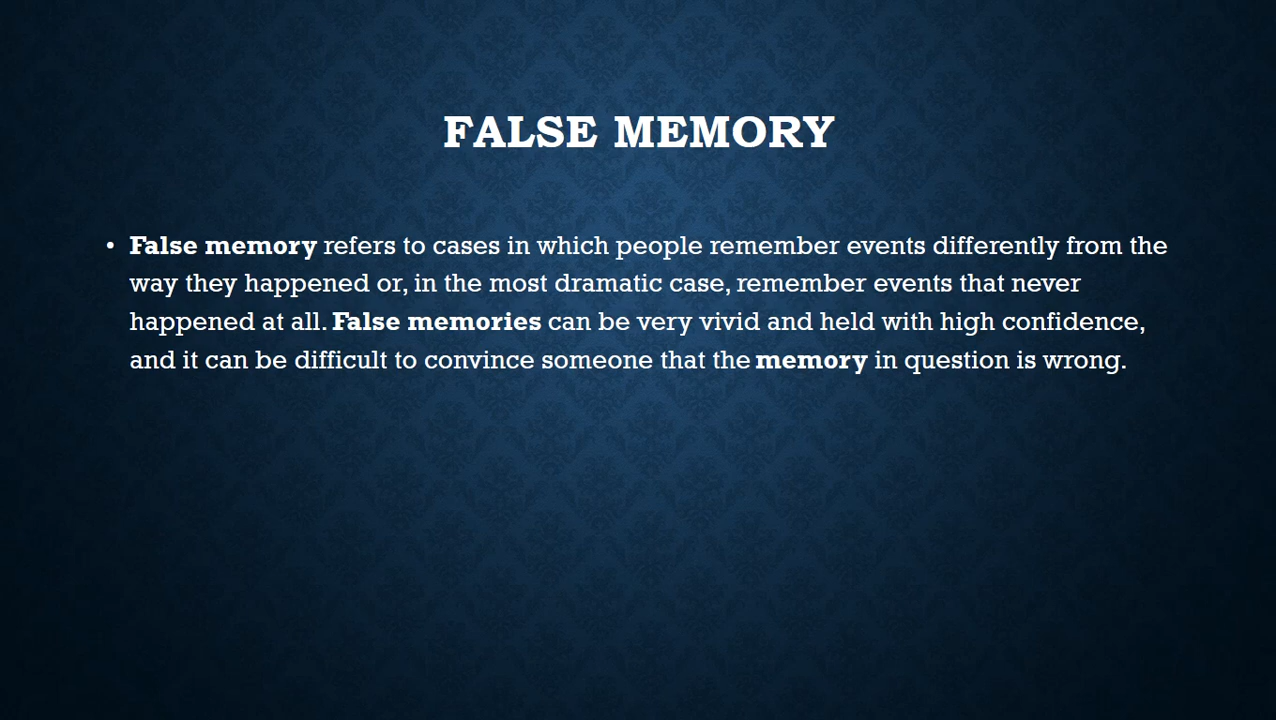 FALSE MEMORY
• False memory refers to cases in which people remember events differently from the
way they happened or, in the most dramatic case, remember events that never
happened at all. False memories can be very vivid and held with high confidence,
and it can be difficult to convince someone that the memory in question is wrong.